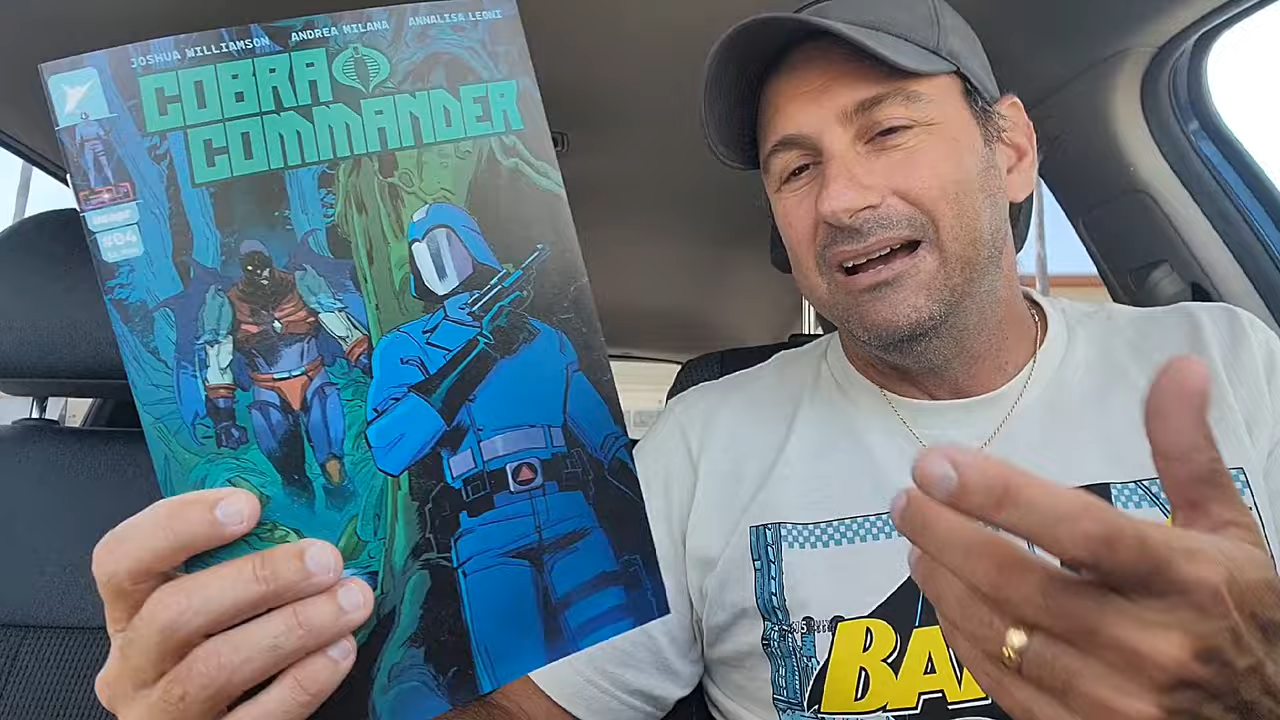 JOSHUA WILLIAMSON ANDREA MILANA ANNALISA LEONI
COBRA
COMMANDER
#04
BA